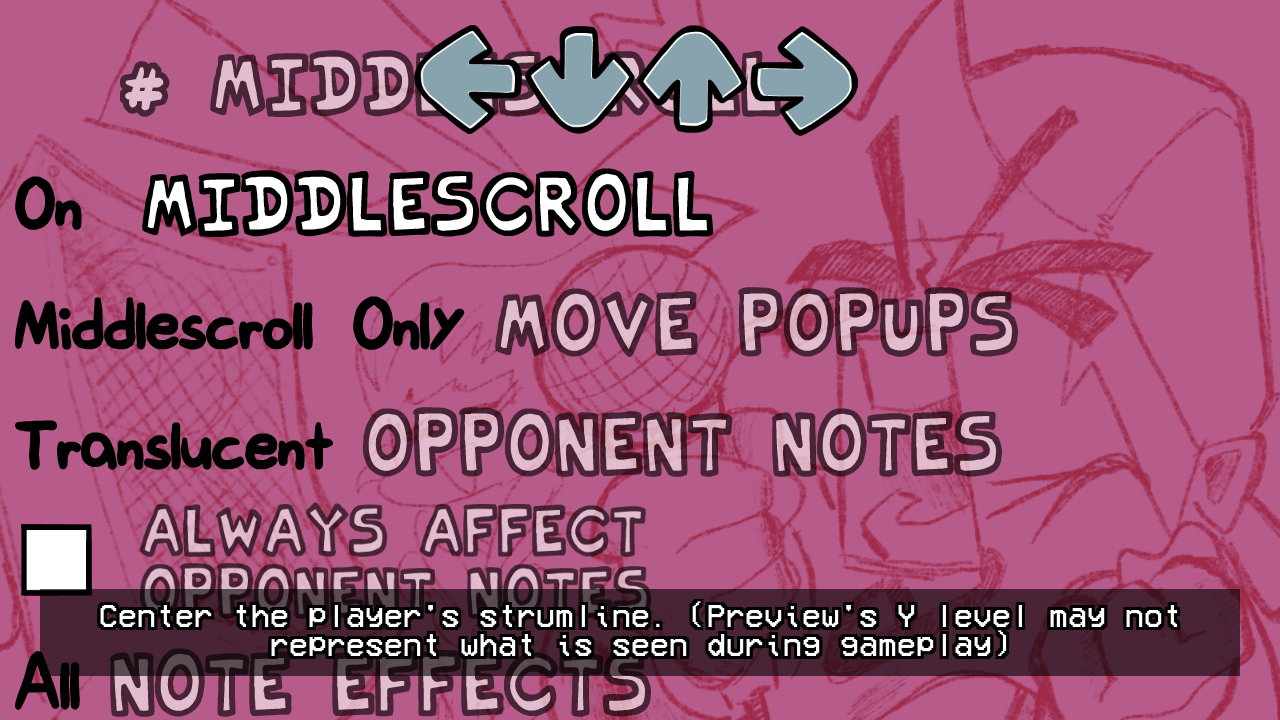 # MIDDLESCROLL
On MIDDLESCROLL
Middlescroll Only MOVE POPUPS
Translucent OPPONENT NOTES
ALWAYS AFFECT
OPPONENT NOTES
Center the player's strumline. (Preview's Y level may not
represent what is seen during gameplay)
All NOTE EFFECTS